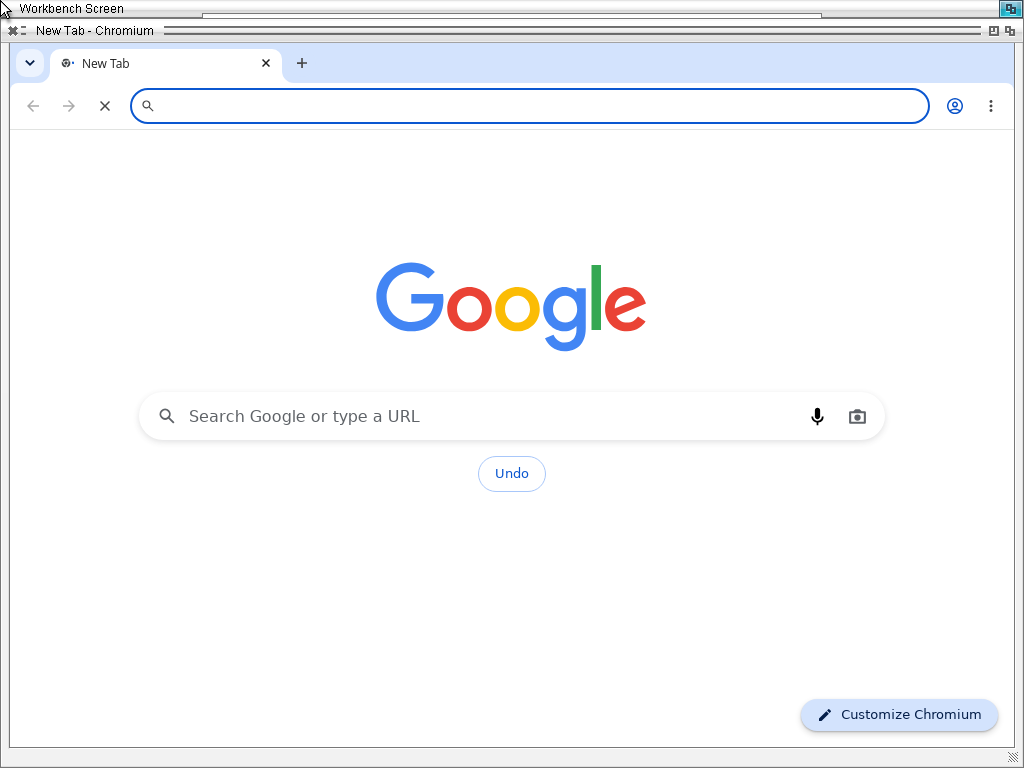 Workbench Screen
New Tab - Chromium
New Tab
Google
Search Google or type a URL
Undo
Customize Chromium